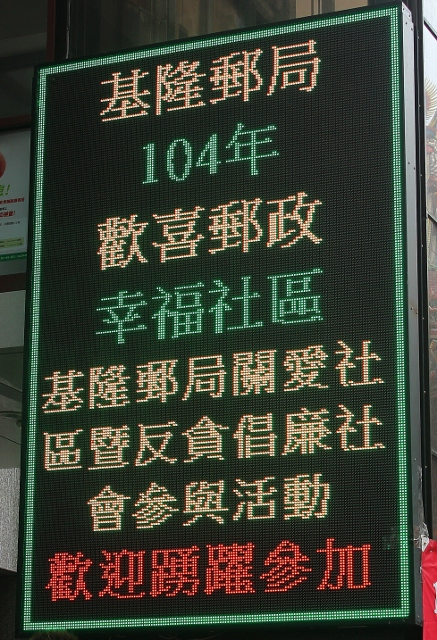 基隆郵局
104年
歡喜郵政
幸福社區
基隆郵局關愛社
區暨反貪倡廉社
會參與活動
歡迎踴躍參加